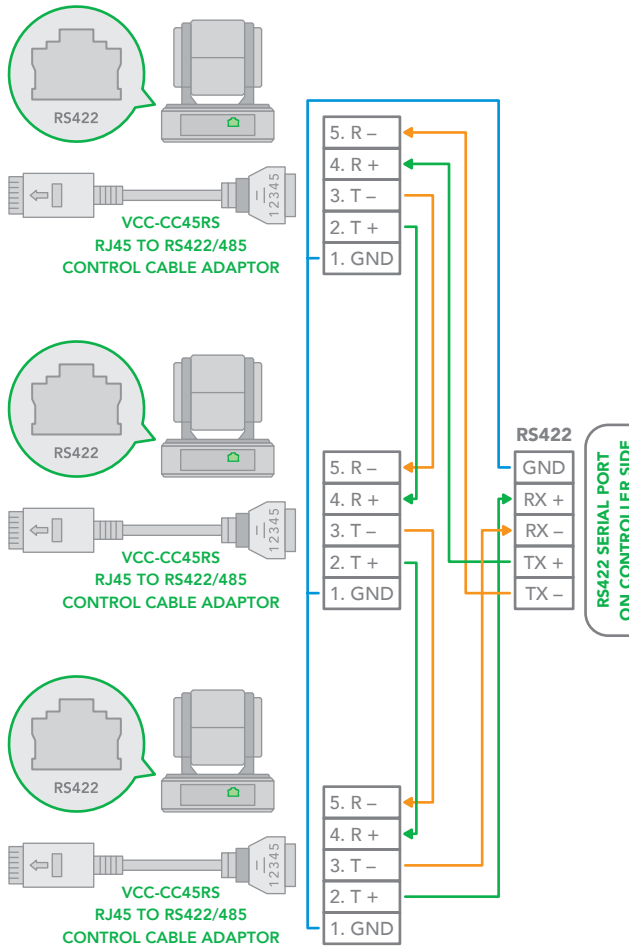 RS422
12345
VCC-CC45RS
RJ45 TO RS422/485
CONTROL CABLE ADAPTOR
5. R –
4. R +
3. T –
2. T +
1. GND
RS422
12345
VCC-CC45RS
RJ45 TO RS422/485
CONTROL CABLE ADAPTOR
5. R –
4. R +
3. T –
2. T +
1. GND
RS422
GND
RX +
RX –
TX +
TX –
RS422 SERIAL PORT
ON CONTROLLER SIDE
RS422
12345
VCC-CC45RS
RJ45 TO RS422/485
CONTROL CABLE ADAPTOR
5. R –
4. R +
3. T –
2. T +
1. GND